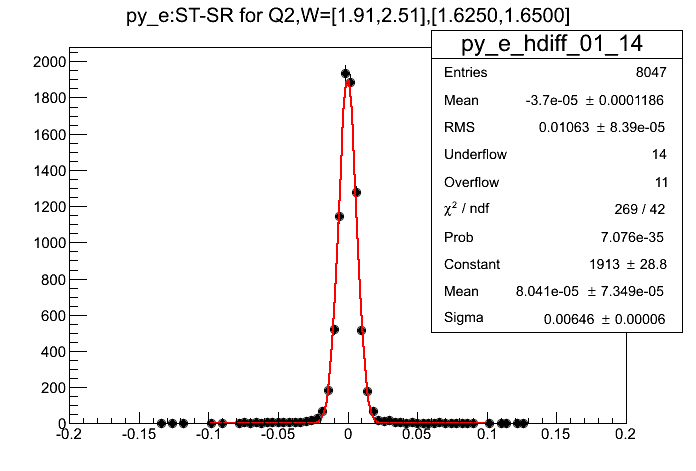 py_e:ST-SR for Q2,W=[1.91,2.51],[1.6250,1.6500]
py_e_hdiff_01_14
Entries 8047
Mean -3.7e-05 ± 0.0001186
RMS 0.01063 ± 8.39e-05
Underflow 14
Overflow 11
χ² / ndf 269 / 42
Prob 7.076e-35
Constant 1913 ± 28.8
Mean 8.041e-05 ± 7.349e-05
Sigma 0.00646 ± 0.00006
2000
1800
1600
1400
1200
1000
800
600
400
200
0
-0.2 -0.15 -0.1 -0.05 0 0.05 0.1 0.15 0.2